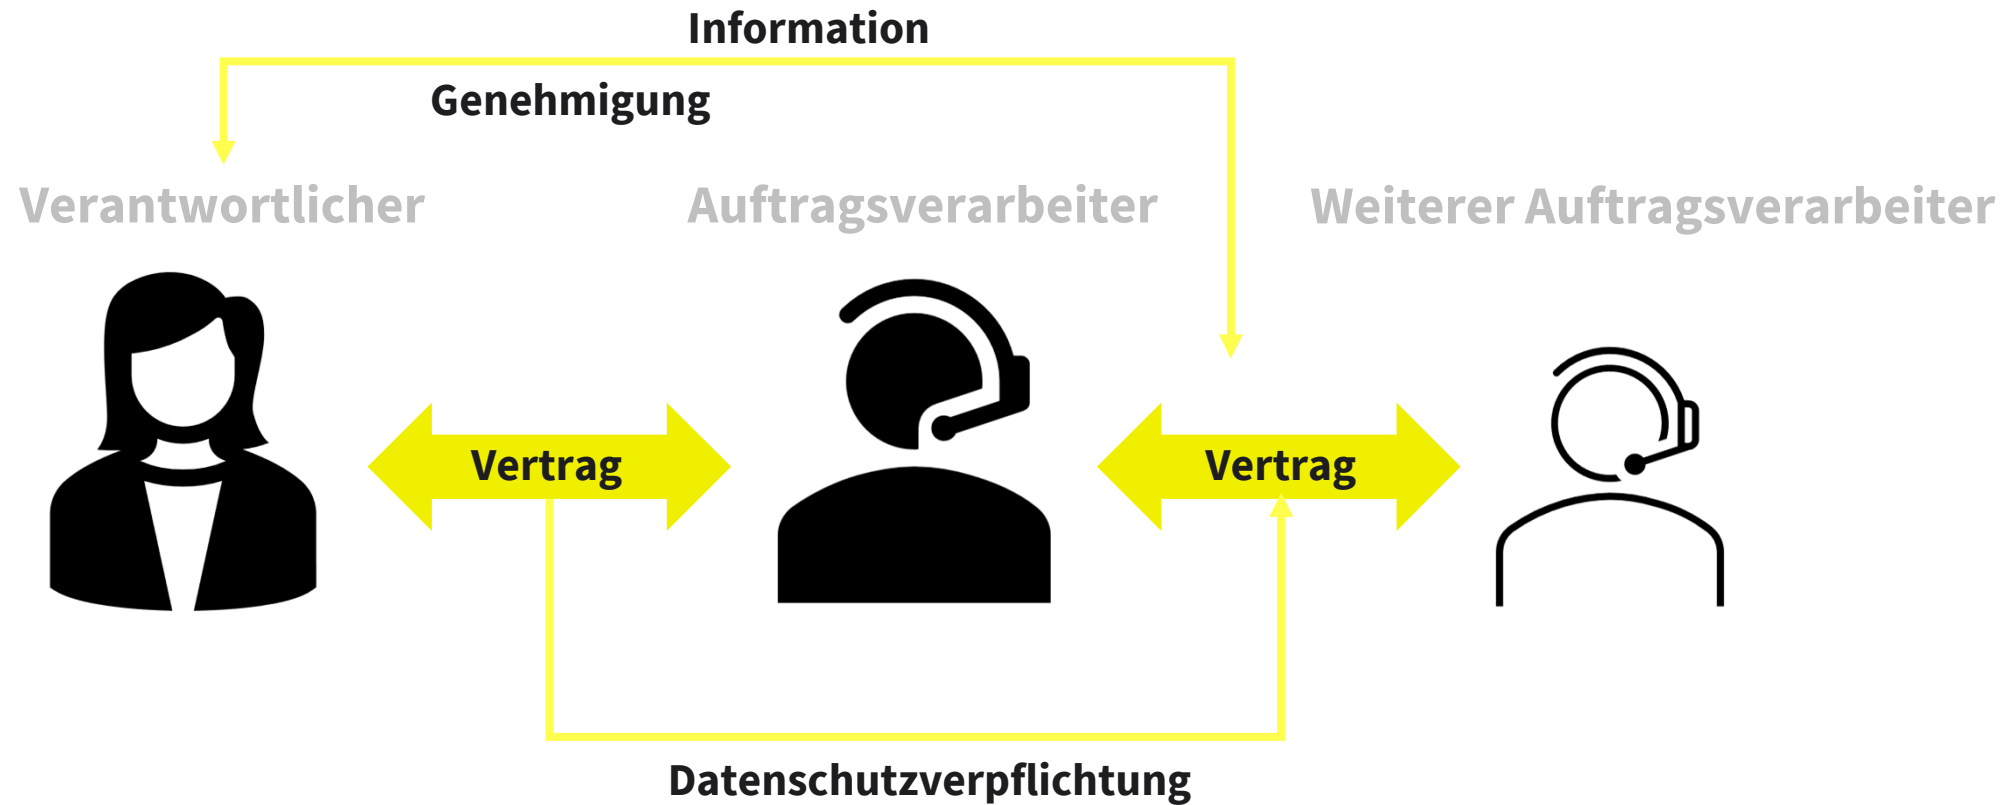 Information
Genehmigung
Verantwortlicher
Auftragsverarbeiter
Weiterer Auftragsverarbeiter
Vertrag
Vertrag
Datenschutzverpflichtung